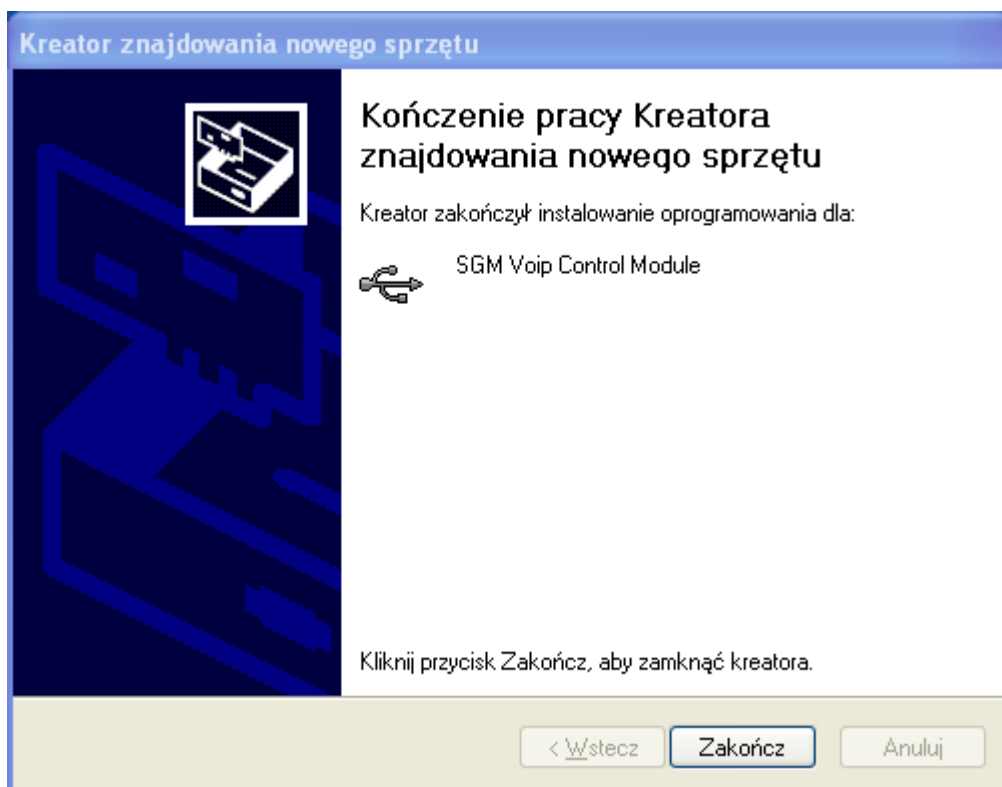 Kreator znajdowania nowego sprzętu
Kończenie pracy Kreatora
znajdowania nowego sprzętu
Kreator zakończył instalowanie oprogramowania dla:
SGM Voip Control Module
Kliknij przycisk Zakończ, aby zamknąć kreatora.
< Wstecz
Zakończ
Anuluj